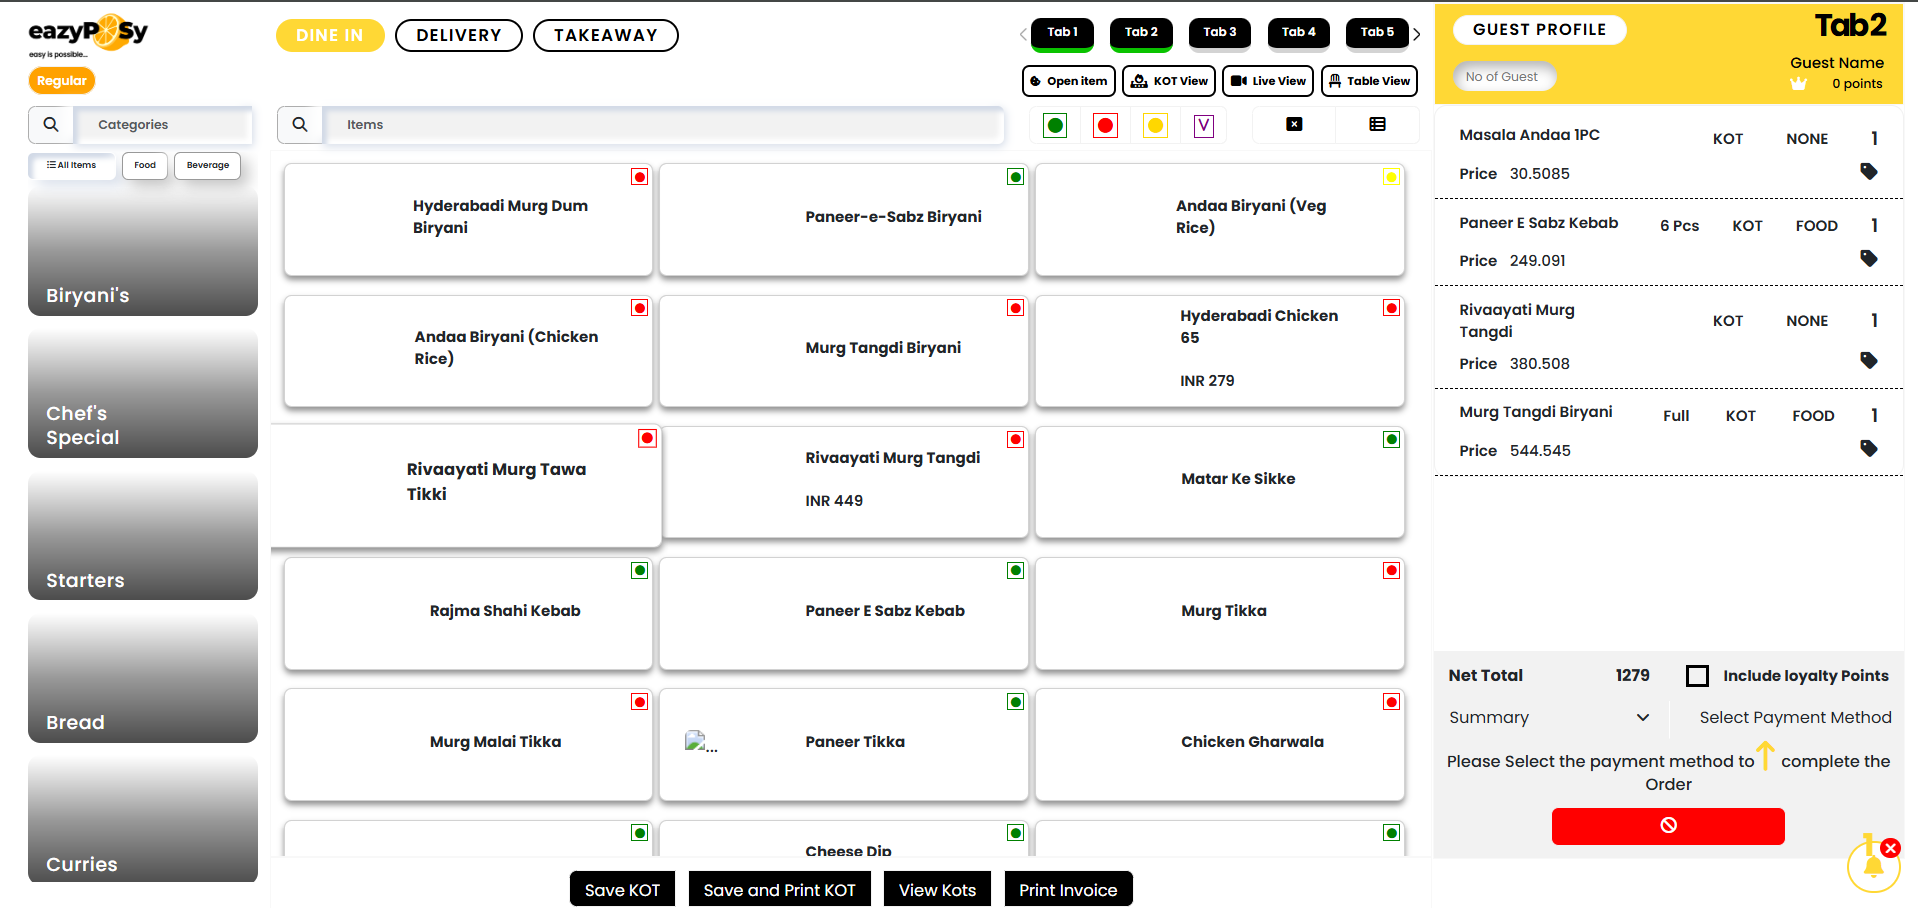 eazyPOSy
easy is possible...
Regular
DINE IN
DELIVERY
TAKEAWAY
Tab 1
Tab 2
Tab 3
Tab 4
Tab 5
Open item
KOT View
Live View
Table View
GUEST PROFILE
Tab2
No of Guest
Guest Name
0 points
Categories
All Items
Food
Beverage
Biryani's
Chef's
Special
Starters
Bread
Curries
Items
V
Hyderabadi Murg Dum
Biryani
Paneer-e-Sabz Biryani
Andaa Biryani (Veg
Rice)
Andaa Biryani (Chicken
Rice)
Murg Tangdi Biryani
Hyderabadi Chicken
65
INR 279
Rivaayati Murg Tawa
Tikki
Rivaayati Murg Tangdi
INR 449
Matar Ke Sikke
Rajma Shahi Kebab
Paneer E Sabz Kebab
Murg Tikka
Murg Malai Tikka
...
Paneer Tikka
Chicken Gharwala
Cheese Dip
Save KOT
Save and Print KOT
View Kots
Print Invoice
Masala Andaa 1PC KOT NONE 1
Price 30.5085
Paneer E Sabz Kebab 6 Pcs KOT FOOD 1
Price 249.091
Rivaayati Murg
Tangdi KOT NONE 1
Price 380.508
Murg Tangdi Biryani Full KOT FOOD 1
Price 544.545
Net Total 1279 Include loyalty Points
Summary Select Payment Method
Please Select the payment method to complete the
Order
1